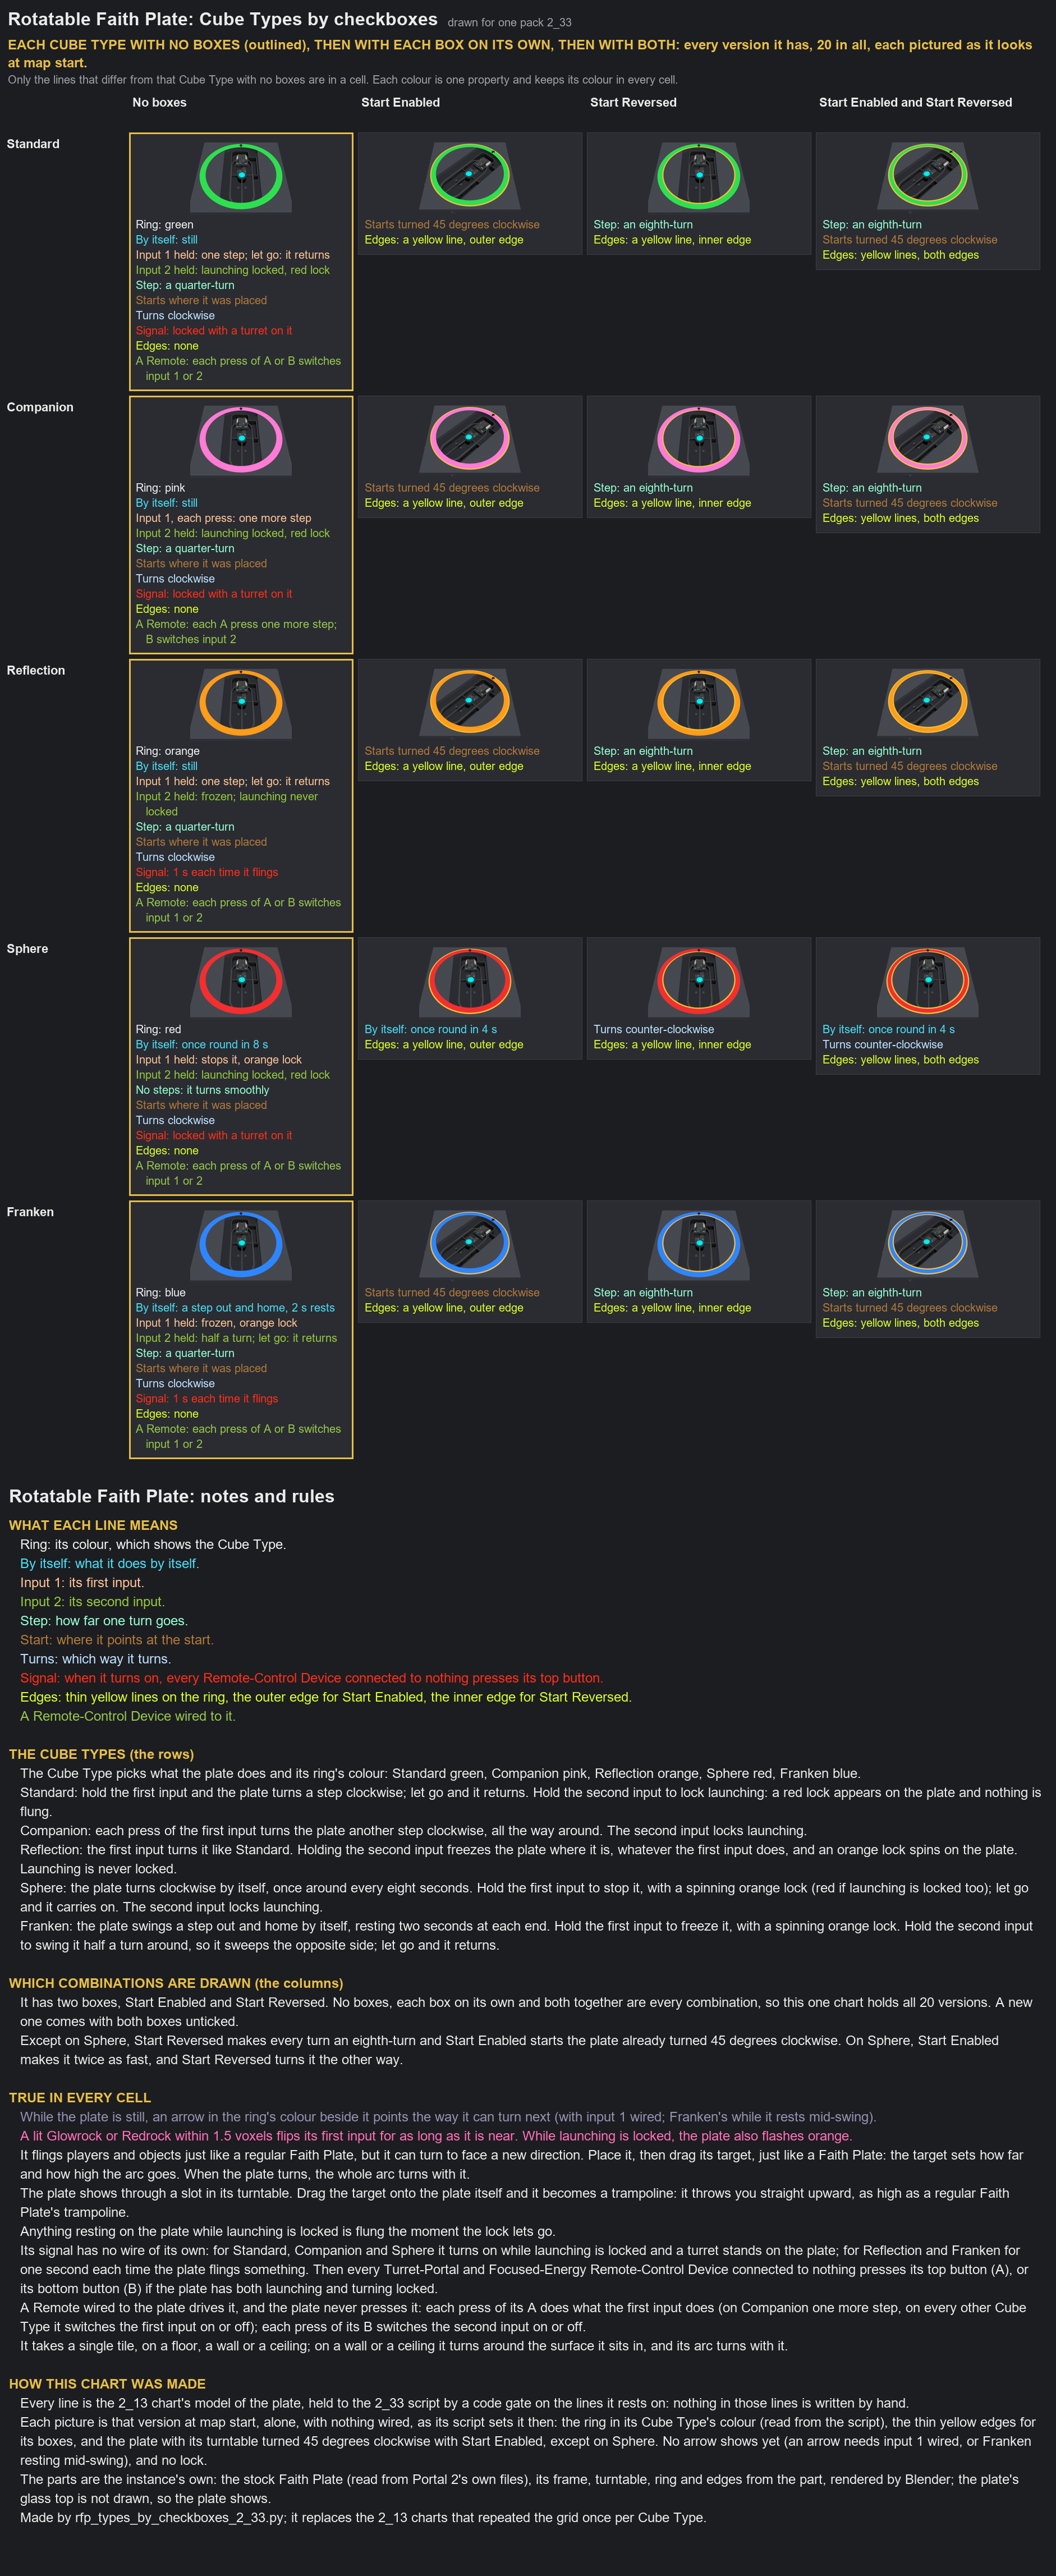 Rotatable Faith Plate: Cube Types by checkboxes drawn for one pack 2_33
EACH CUBE TYPE WITH NO BOXES (outlined), THEN WITH EACH BOX ON ITS OWN, THEN WITH BOTH: every version it has, 20 in all, each pictured as it looks
at map start.
Only the lines that differ from that Cube Type with no boxes are in a cell. Each colour is one property and keeps its colour in every cell.
No boxes
Start Enabled
Start Reversed
Start Enabled and Start Reversed
Standard
Ring: green
By itself: still
Input 1 held: one step; let go: it returns
Input 2 held: launching locked, red lock
Step: a quarter-turn
Starts where it was placed
Turns clockwise
Signal: locked with a turret on it
Edges: none
A Remote: each press of A or B switches
input 1 or 2
Starts turned 45 degrees clockwise
Edges: a yellow line, outer edge
Step: an eighth-turn
Edges: a yellow line, inner edge
Step: an eighth-turn
Starts turned 45 degrees clockwise
Edges: yellow lines, both edges
Companion
Ring: pink
By itself: still
Input 1, each press: one more step
Input 2 held: launching locked, red lock
Step: a quarter-turn
Starts where it was placed
Turns clockwise
Signal: locked with a turret on it
Edges: none
A Remote: each A press one more step;
B switches input 2
Starts turned 45 degrees clockwise
Edges: a yellow line, outer edge
Step: an eighth-turn
Edges: a yellow line, inner edge
Step: an eighth-turn
Starts turned 45 degrees clockwise
Edges: yellow lines, both edges
Reflection
Ring: orange
By itself: still
Input 1 held: one step; let go: it returns
Input 2 held: frozen; launching never
locked
Step: a quarter-turn
Starts where it was placed
Turns clockwise
Signal: 1 s each time it flings
Edges: none
A Remote: each press of A or B switches
input 1 or 2
Starts turned 45 degrees clockwise
Edges: a yellow line, outer edge
Step: an eighth-turn
Edges: a yellow line, inner edge
Step: an eighth-turn
Starts turned 45 degrees clockwise
Edges: yellow lines, both edges
Sphere
Ring: red
By itself: once round in 8 s
Input 1 held: stops it, orange lock
Input 2 held: launching locked, red lock
No steps: it turns smoothly
Starts where it was placed
Turns clockwise
Signal: locked with a turret on it
Edges: none
A Remote: each press of A or B switches
input 1 or 2
By itself: once round in 4 s
Edges: a yellow line, outer edge
Turns counter-clockwise
Edges: a yellow line, inner edge
By itself: once round in 4 s
Turns counter-clockwise
Edges: yellow lines, both edges
Franken
Ring: blue
By itself: a step out and home, 2 s rests
Input 1 held: frozen, orange lock
Input 2 held: half a turn; let go: it returns
Step: a quarter-turn
Starts where it was placed
Turns clockwise
Signal: 1 s each time it flings
Edges: none
A Remote: each press of A or B switches
input 1 or 2
Starts turned 45 degrees clockwise
Edges: a yellow line, outer edge
Step: an eighth-turn
Edges: a yellow line, inner edge
Step: an eighth-turn
Starts turned 45 degrees clockwise
Edges: yellow lines, both edges
Rotatable Faith Plate: notes and rules
WHAT EACH LINE MEANS
Ring: its colour, which shows the Cube Type.
By itself: what it does by itself.
Input 1: its first input.
Input 2: its second input.
Step: how far one turn goes.
Start: where it points at the start.
Turns: which way it turns.
Signal: when it turns on, every Remote-Control Device connected to nothing presses its top button.
Edges: thin yellow lines on the ring, the outer edge for Start Enabled, the inner edge for Start Reversed.
A Remote-Control Device wired to it.
THE CUBE TYPES (the rows)
The Cube Type picks what the plate does and its ring's colour: Standard green, Companion pink, Reflection orange, Sphere red, Franken blue.
Standard: hold the first input and the plate turns a step clockwise; let go and it returns. Hold the second input to lock launching: a red lock appears on the plate and nothing is
flung.
Companion: each press of the first input turns the plate another step clockwise, all the way around. The second input locks launching.
Reflection: the first input turns it like Standard. Holding the second input freezes the plate where it is, whatever the first input does, and an orange lock spins on the plate.
Launching is never locked.
Sphere: the plate turns clockwise by itself, once around every eight seconds. Hold the first input to stop it, with a spinning orange lock (red if launching is locked too); let go
and it carries on. The second input locks launching.
Franken: the plate swings a step out and home by itself, resting two seconds at each end. Hold the first input to freeze it, with a spinning orange lock. Hold the second input
to swing it half a turn around, so it sweeps the opposite side; let go and it returns.
WHICH COMBINATIONS ARE DRAWN (the columns)
It has two boxes, Start Enabled and Start Reversed. No boxes, each box on its own and both together are every combination, so this one chart holds all 20 versions. A new
one comes with both boxes unticked.
Except on Sphere, Start Reversed makes every turn an eighth-turn and Start Enabled starts the plate already turned 45 degrees clockwise. On Sphere, Start Enabled
makes it twice as fast, and Start Reversed turns it the other way.
TRUE IN EVERY CELL
While the plate is still, an arrow in the ring's colour beside it points the way it can turn next (with input 1 wired; Franken's while it rests mid-swing).
A lit Glowrock or Redrock within 1.5 voxels flips its first input for as long as it is near. While launching is locked, the plate also flashes orange.
It flings players and objects just like a regular Faith Plate, but it can turn to face a new direction. Place it, then drag its target, just like a Faith Plate: the target sets how far
and how high the arc goes. When the plate turns, the whole arc turns with it.
The plate shows through a slot in its turntable. Drag the target onto the plate itself and it becomes a trampoline: it throws you straight upward, as high as a regular Faith
Plate's trampoline.
Anything resting on the plate while launching is locked is flung the moment the lock lets go.
Its signal has no wire of its own: for Standard, Companion and Sphere it turns on while launching is locked and a turret stands on the plate; for Reflection and Franken for
one second each time the plate flings something. Then every Turret-Portal and Focused-Energy Remote-Control Device connected to nothing presses its top button (A), or
its bottom button (B) if the plate has both launching and turning locked.
A Remote wired to the plate drives it, and the plate never presses it: each press of its A does what the first input does (on Companion one more step, on every other Cube
Type it switches the first input on or off); each press of its B switches the second input on or off.
It takes a single tile, on a floor, a wall or a ceiling; on a wall or a ceiling it turns around the surface it sits in, and its arc turns with it.
HOW THIS CHART WAS MADE
Every line is the 2_13 chart's model of the plate, held to the 2_33 script by a code gate on the lines it rests on: nothing in those lines is written by hand.
Each picture is that version at map start, alone, with nothing wired, as its script sets it then: the ring in its Cube Type's colour (read from the script), the thin yellow edges for
its boxes, and the plate with its turntable turned 45 degrees clockwise with Start Enabled, except on Sphere. No arrow shows yet (an arrow needs input 1 wired, or Franken
resting mid-swing), and no lock.
The parts are the instance's own: the stock Faith Plate (read from Portal 2's own files), its frame, turntable, ring and edges from the part, rendered by Blender; the plate's
glass top is not drawn, so the plate shows.
Made by rfp_types_by_checkboxes_2_33.py; it replaces the 2_13 charts that repeated the grid once per Cube Type.